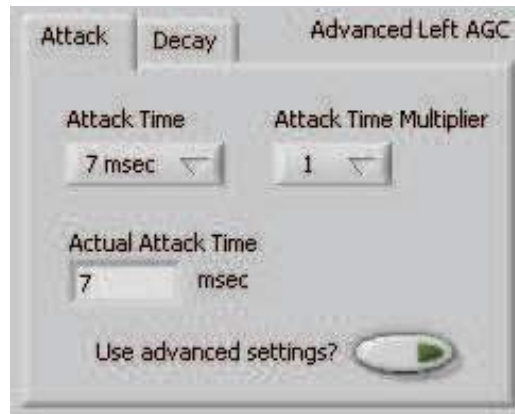 Attack Decay Advanced Left AGC
Attack Time Attack Time Multiplier
7 msec 1
Actual Attack Time
7 msec
Use advanced settings?